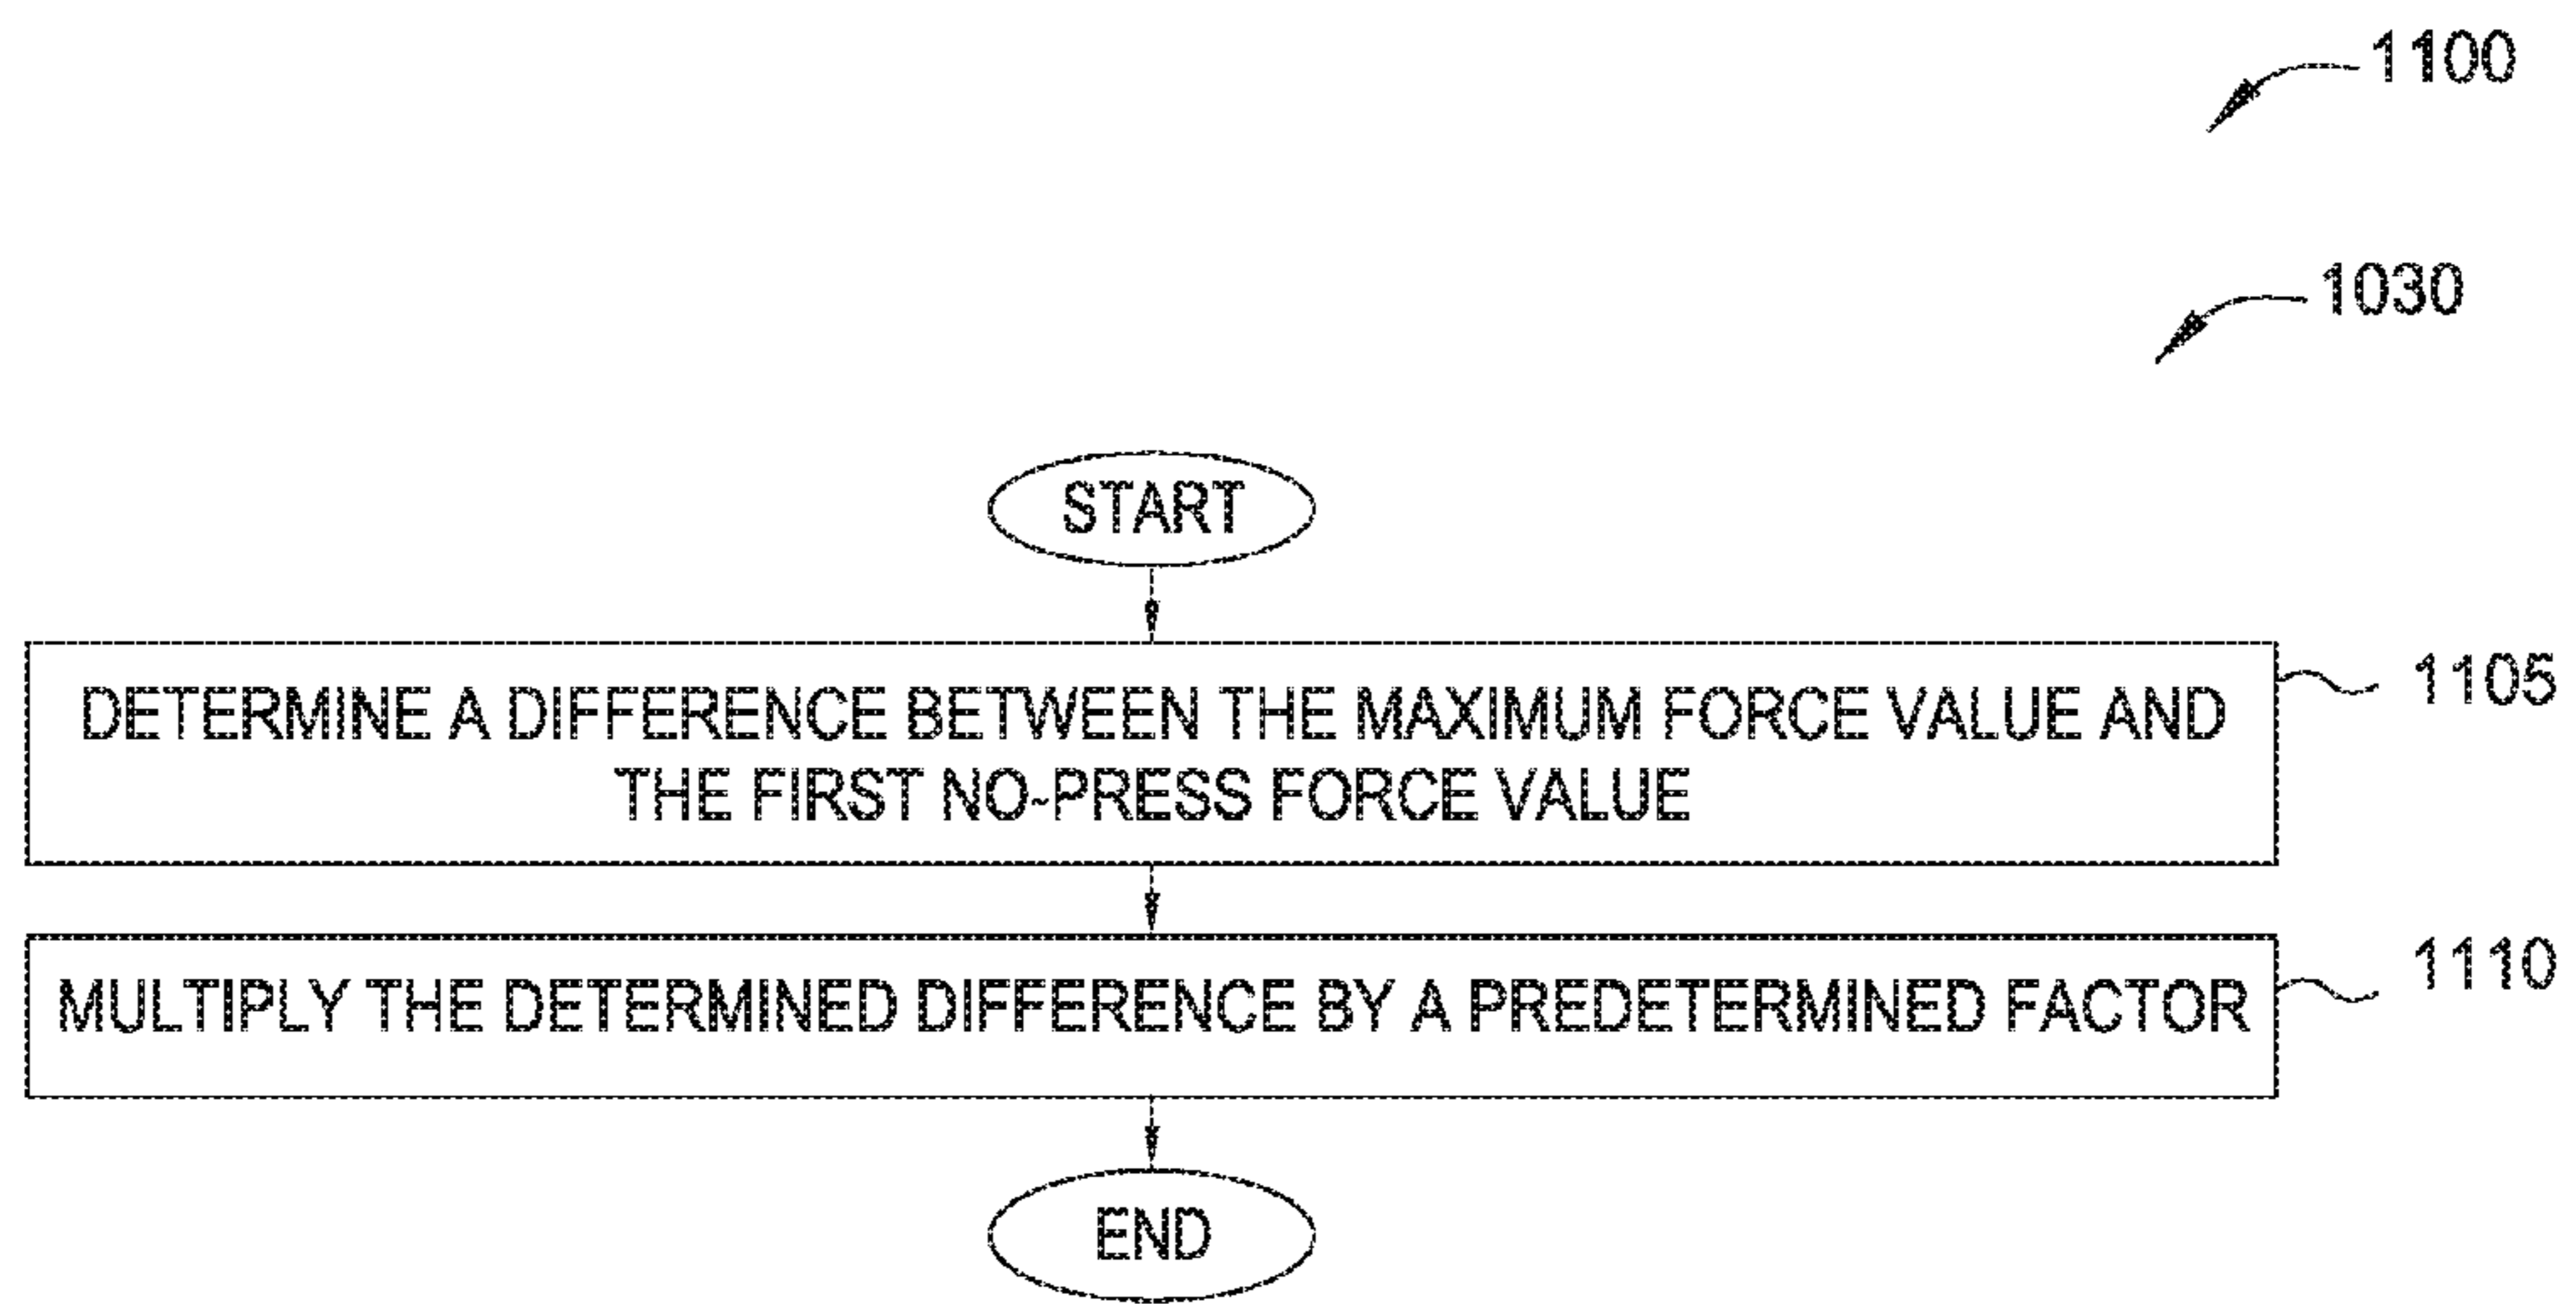 1100
1030
START
DETERMINE A DIFFERENCE BETWEEN THE MAXIMUM FORCE VALUE AND
THE FIRST NO-PRESS FORCE VALUE
1105
MULTIPLY THE DETERMINED DIFFERENCE BY A PREDETERMINED FACTOR
1110
END